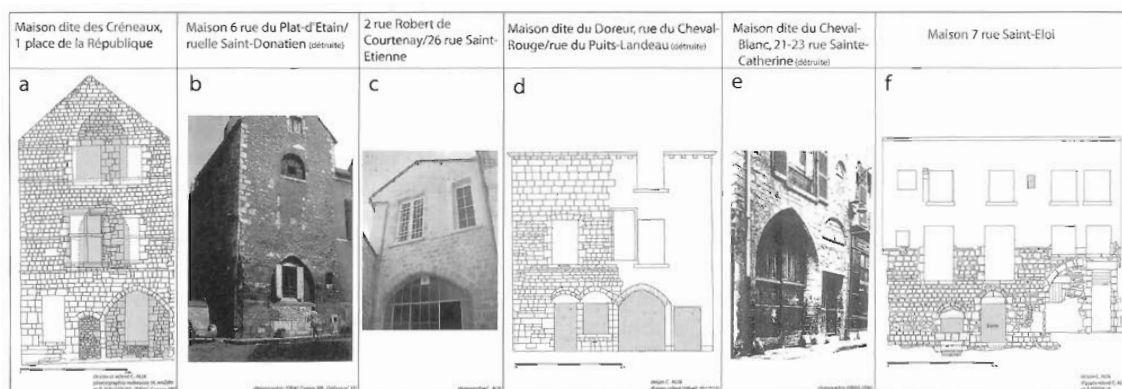 Maison dite des Créneaux,
1 place de la République
Maison 6 rue du Plat-d'Etain/
ruelle Saint-Donatien (détruite)
2 rue Robert de
Courtenay/26 rue Saint-
Etienne
Maison dite du Doreur, rue du Cheval-
Rouge/rue du Puits-Landeau (détruite)
Maison dite du Cheval-
Blanc, 21-23 rue Sainte-
Catherine (détruite)
Maison 7 rue Saint-Eloi
a
b
c
d
e
f